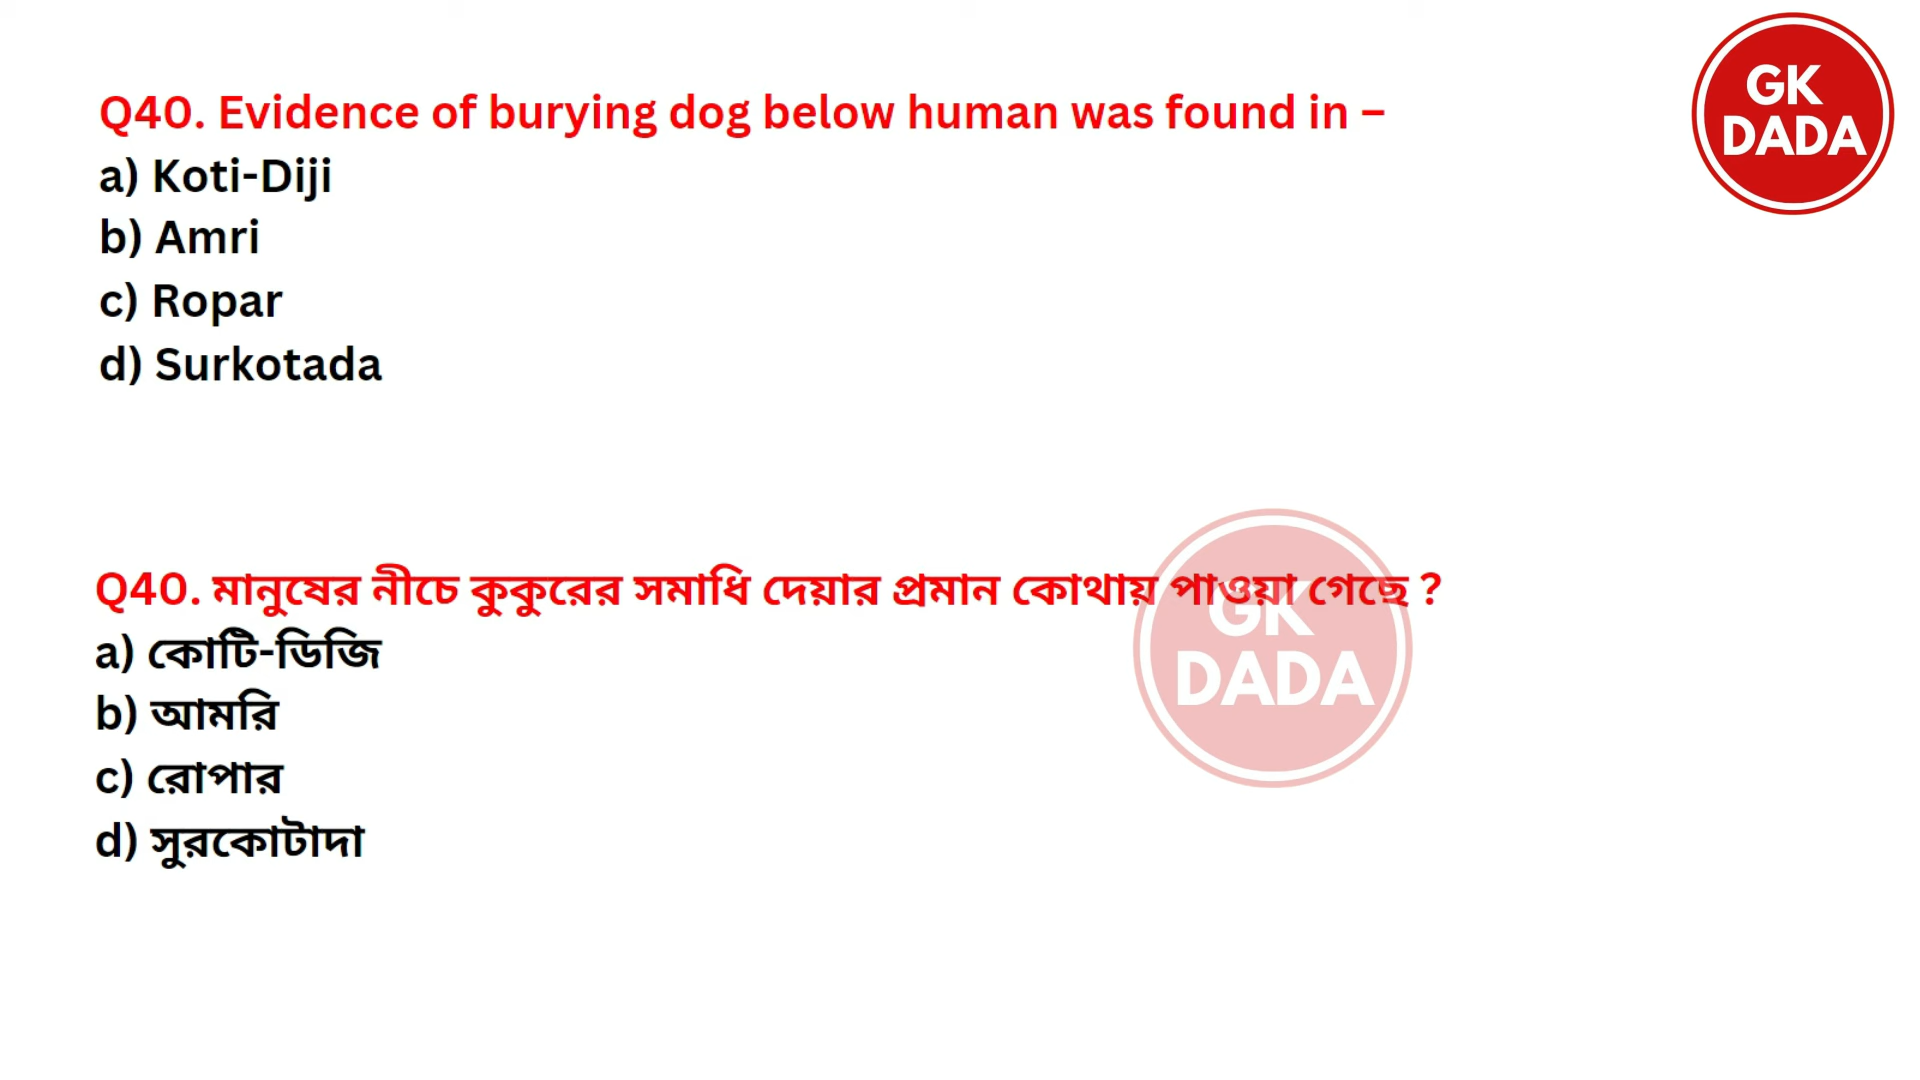 GK
DADA
Q40. Evidence of burying dog below human was found in –
a) Koti-Diji
b) Amri
c) Ropar
d) Surkotada
Q40. মানুষের নীচে কুকুরের সমাধি দেয়ার প্রমান কোথায় পাওয়া গেছে ?
a) কোটি-ডিজি
b) আমরি
c) রোপার
d) সুরকোটাদা
GK
DADA